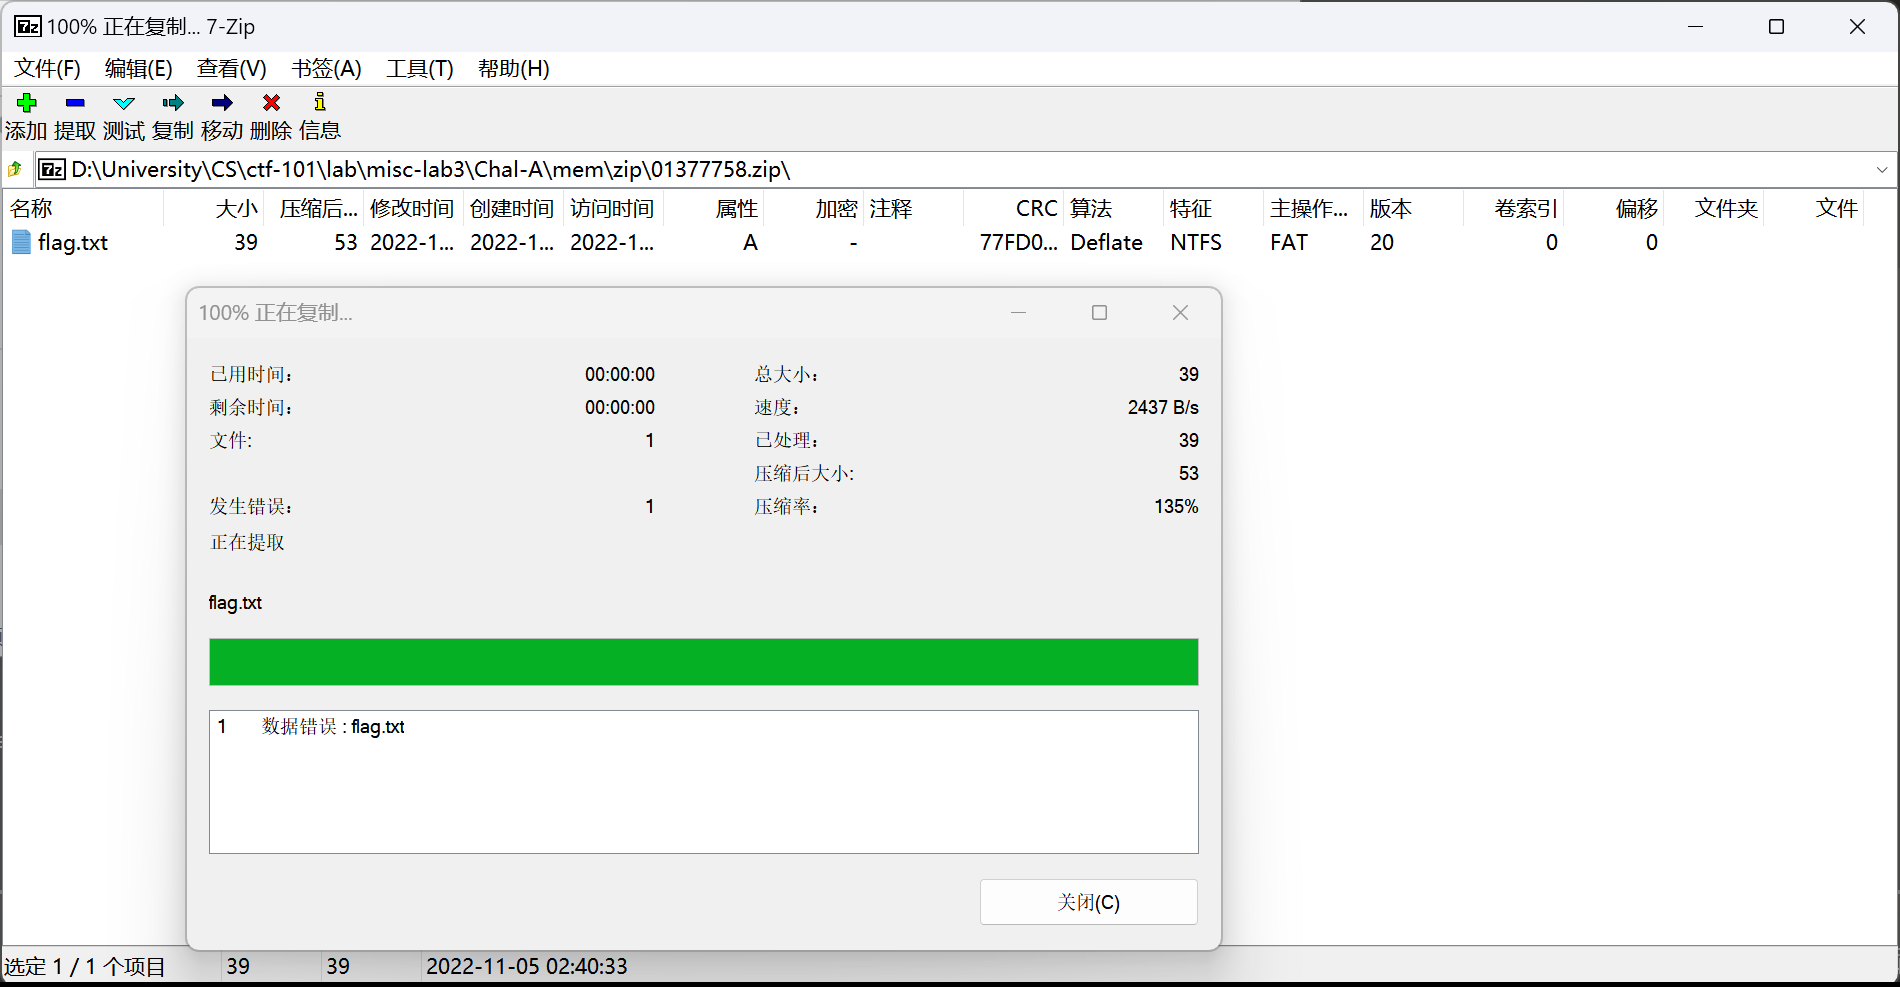 100% 正在复制... 7-Zip
文件(F) 编辑(E) 查看(V) 书签(A) 工具(T) 帮助(H)
添加 提取 测试 复制 移动 删除 信息
D:\University\CS\ctf-101\lab\misc-lab3\Chal-A\mem\zip\01377758.zip\
名称 大小 压缩后... 修改时间 创建时间 访问时间 属性 加密 注释 CRC 算法 特征 主操作... 版本 卷索引 偏移 文件夹 文件
flag.txt 39 53 2022-1... 2022-1... 2022-1... A - 77FD0... Deflate NTFS FAT 20 0 0
100% 正在复制...
已用时间： 00:00:00 总大小： 39
剩余时间： 00:00:00 速度： 2437 B/s
文件: 1 已处理： 39
压缩后大小: 53
发生错误： 1 压缩率： 135%
正在提取
flag.txt
1 数据错误 : flag.txt
关闭(C)
选定 1 / 1 个项目 39 39 2022-11-05 02:40:33